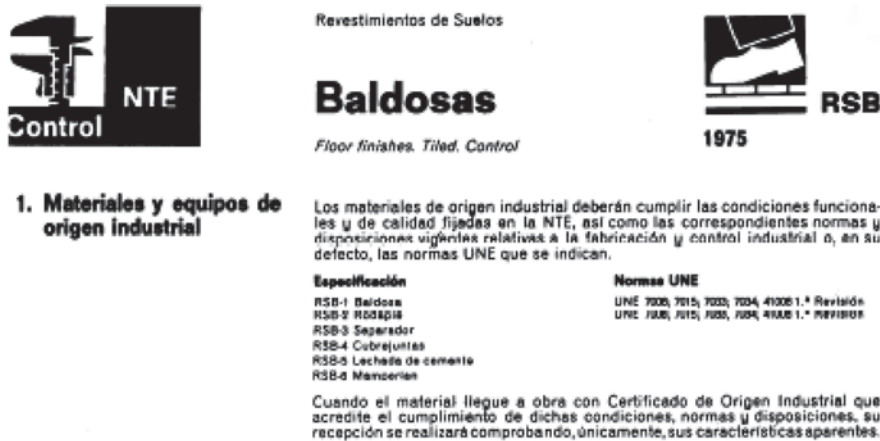 Control
NTE
Revestimientos de Suelos
Baldosas
Floor finishes. Tiled. Control
RSB
1975
1. Materiales y equipos de
origen industrial
Los materiales de origen industrial deberán cumplir las condiciones funciona-
les y de calidad fijadas en la NTE, así como las correspondientes normas y
disposiciones vigentes relativas a la fabricación y control industrial o, en su
defecto, las normas UNE que se indican.
Especificación Normas UNE
RSB-1 Baldosa UNE 7008; 7015; 7033; 7034; 41008 1.ª Revisión
RSB-2 Rodapié UNE 7008; 7015; 7033; 7034; 41008 1.ª Revisión
RSB-3 Separador
RSB-4 Cubrejuntas
RSB-5 Lechada de cemento
RSB-6 Mamperlan
Cuando el material llegue a obra con Certificado de Origen Industrial que
acredite el cumplimiento de dichas condiciones, normas y disposiciones, su
recepción se realizará comprobando, únicamente, sus características aparentes.